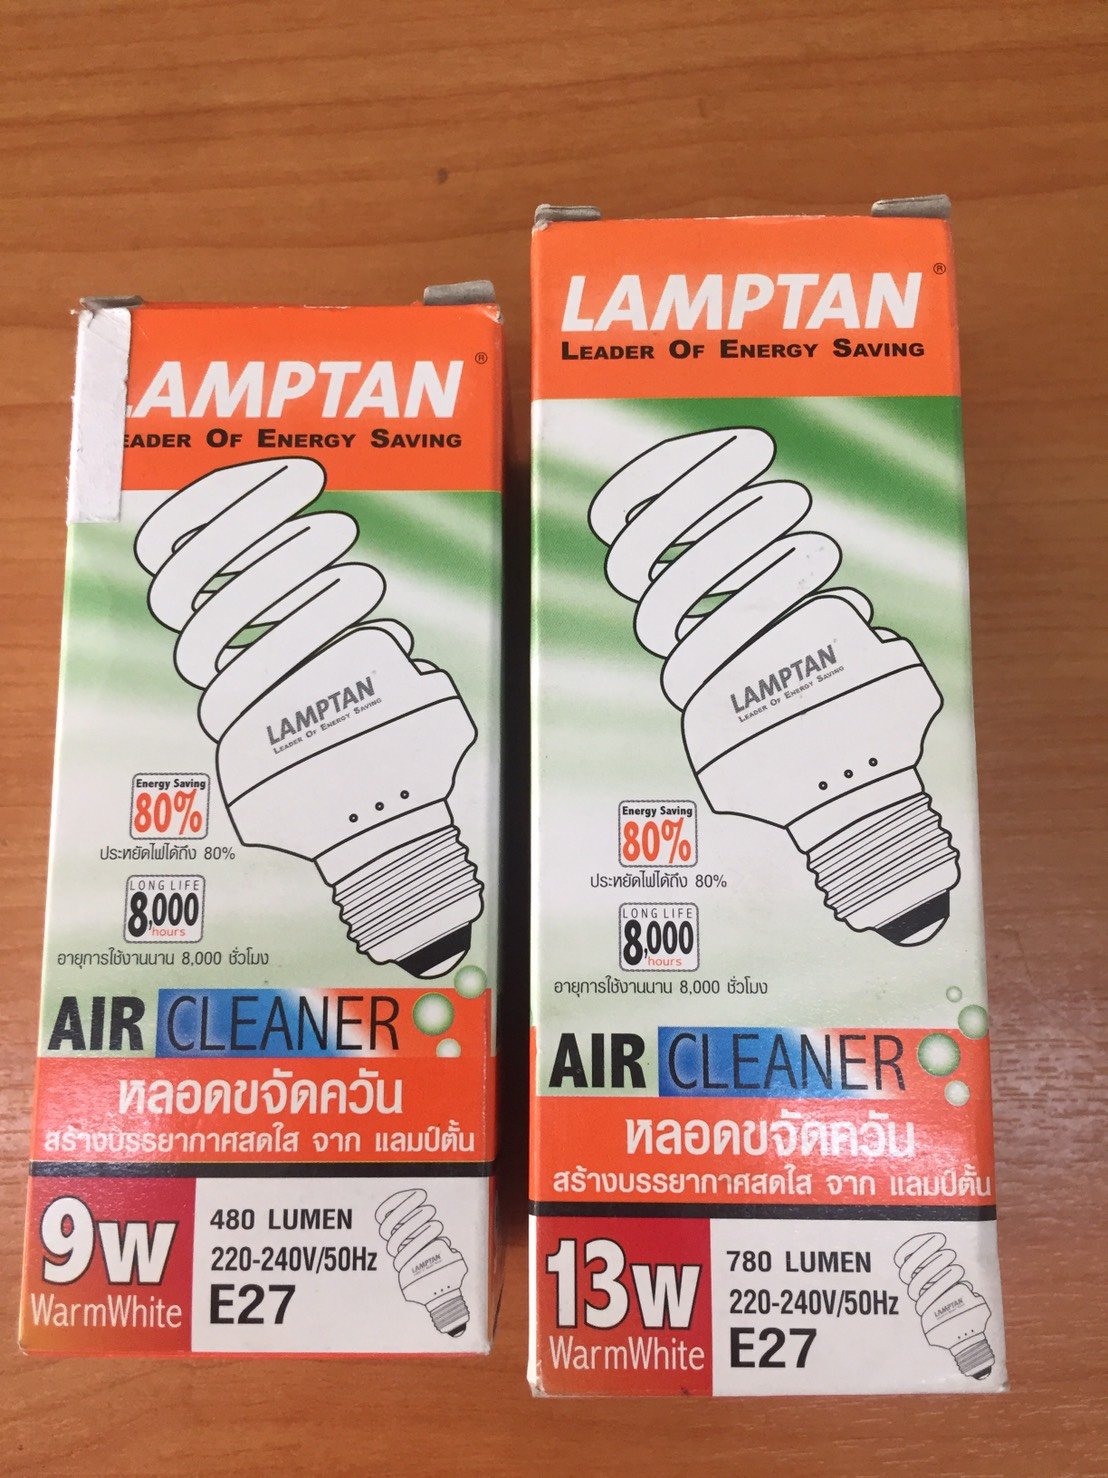 LAMPTAN®
LEADER OF ENERGY SAVING
LAMPTAN
LEADER OF ENERGY SAVING
Energy Saving
80%
ประหยัดไฟได้ถึง 80%
LONG LIFE
8,000
hours
อายุการใช้งานนาน 8,000 ชั่วโมง
AIR CLEANER
หลอดขจัดควัน
สร้างบรรยากาศสดใส จาก แลมป์ตั้น
9W
WarmWhite
480 LUMEN
220-240V/50Hz
E27
LAMPTAN
LAMPTAN®
LEADER OF ENERGY SAVING
LAMPTAN
LEADER OF ENERGY SAVING
Energy Saving
80%
ประหยัดไฟได้ถึง 80%
LONG LIFE
8,000
hours
อายุการใช้งานนาน 8,000 ชั่วโมง
AIR CLEANER
หลอดขจัดควัน
สร้างบรรยากาศสดใส จาก แลมป์ตั้น
13W
WarmWhite
780 LUMEN
220-240V/50Hz
E27
LAMPTAN